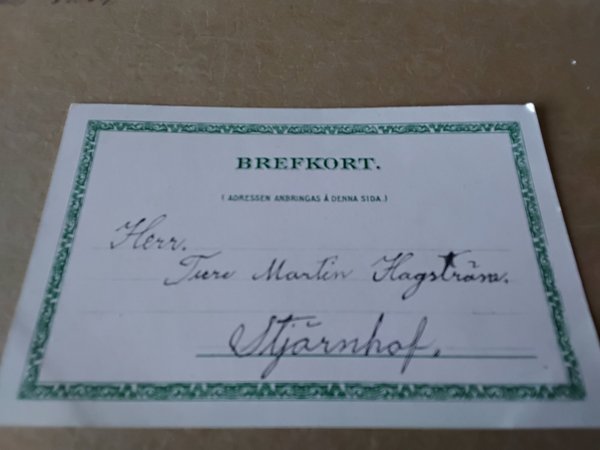 BREFKORT.
( ADRESSEN ANBRINGAS Å DENNA SIDA.)
Herr.
Ture Martin Hagström.
Stjärnhof.